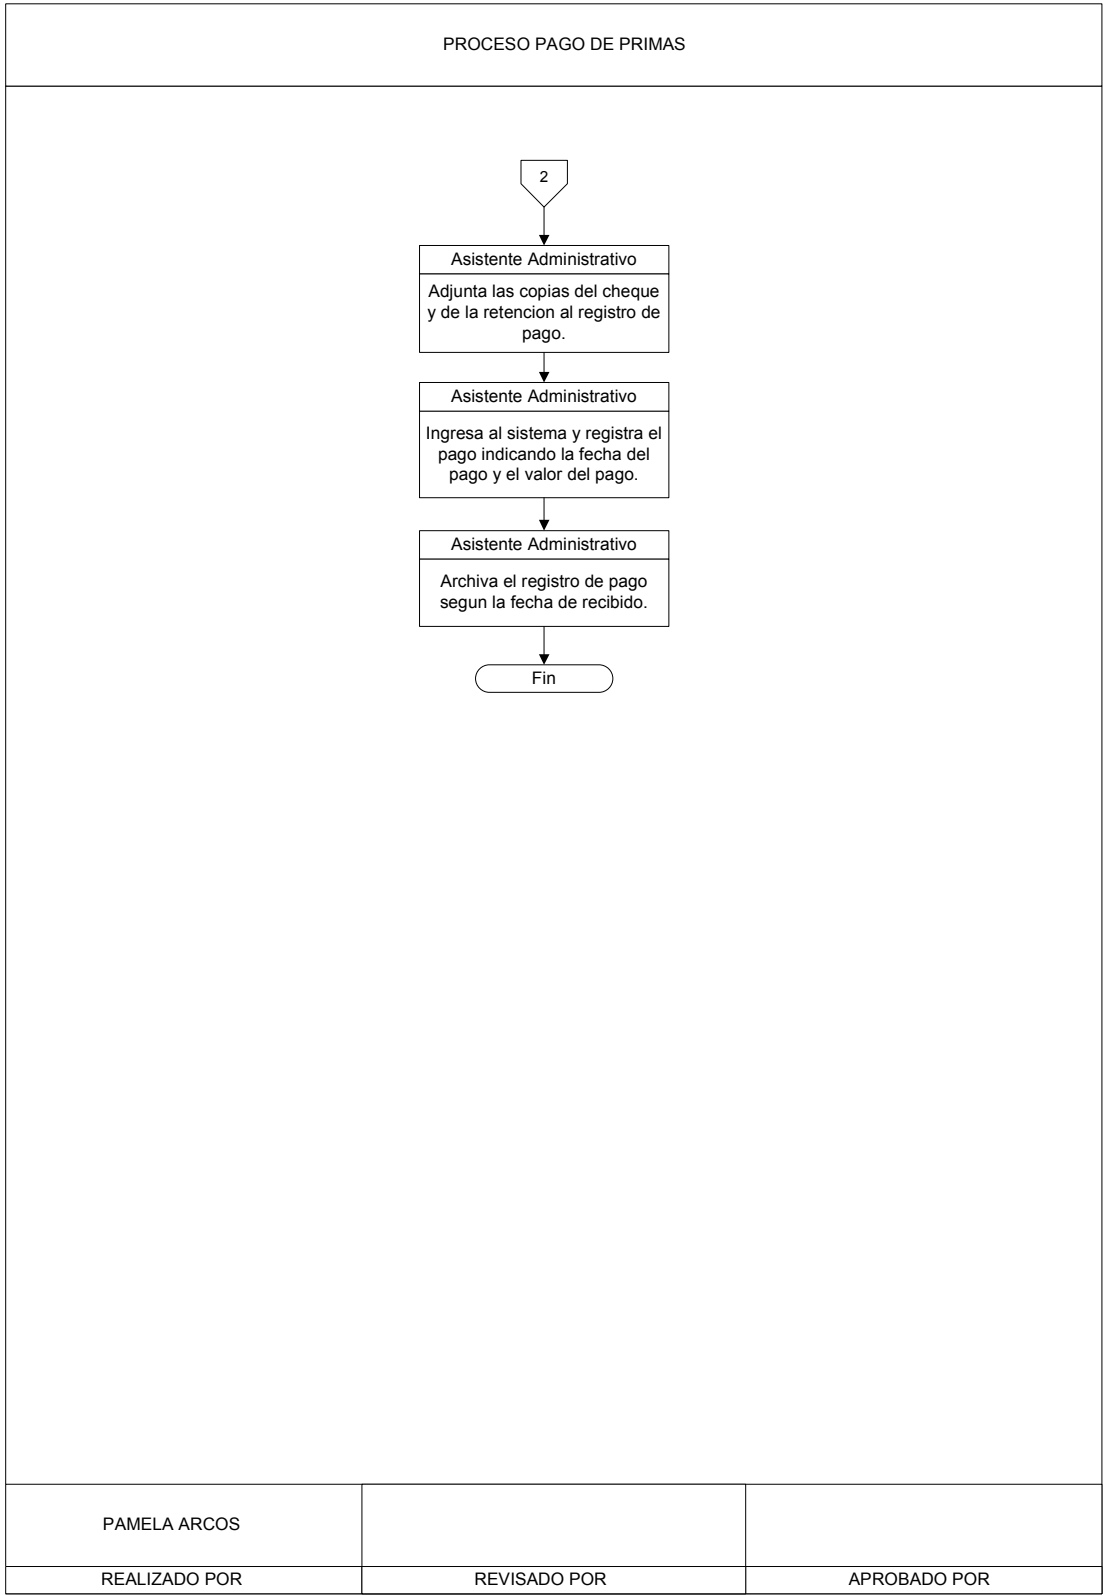 PROCESO PAGO DE PRIMAS
2
Asistente Administrativo
Adjunta las copias del cheque
y de la retencion al registro de
pago.
Asistente Administrativo
Ingresa al sistema y registra el
pago indicando la fecha del
pago y el valor del pago.
Asistente Administrativo
Archiva el registro de pago
segun la fecha de recibido.
Fin
PAMELA ARCOS
REALIZADO POR
REVISADO POR
APROBADO POR